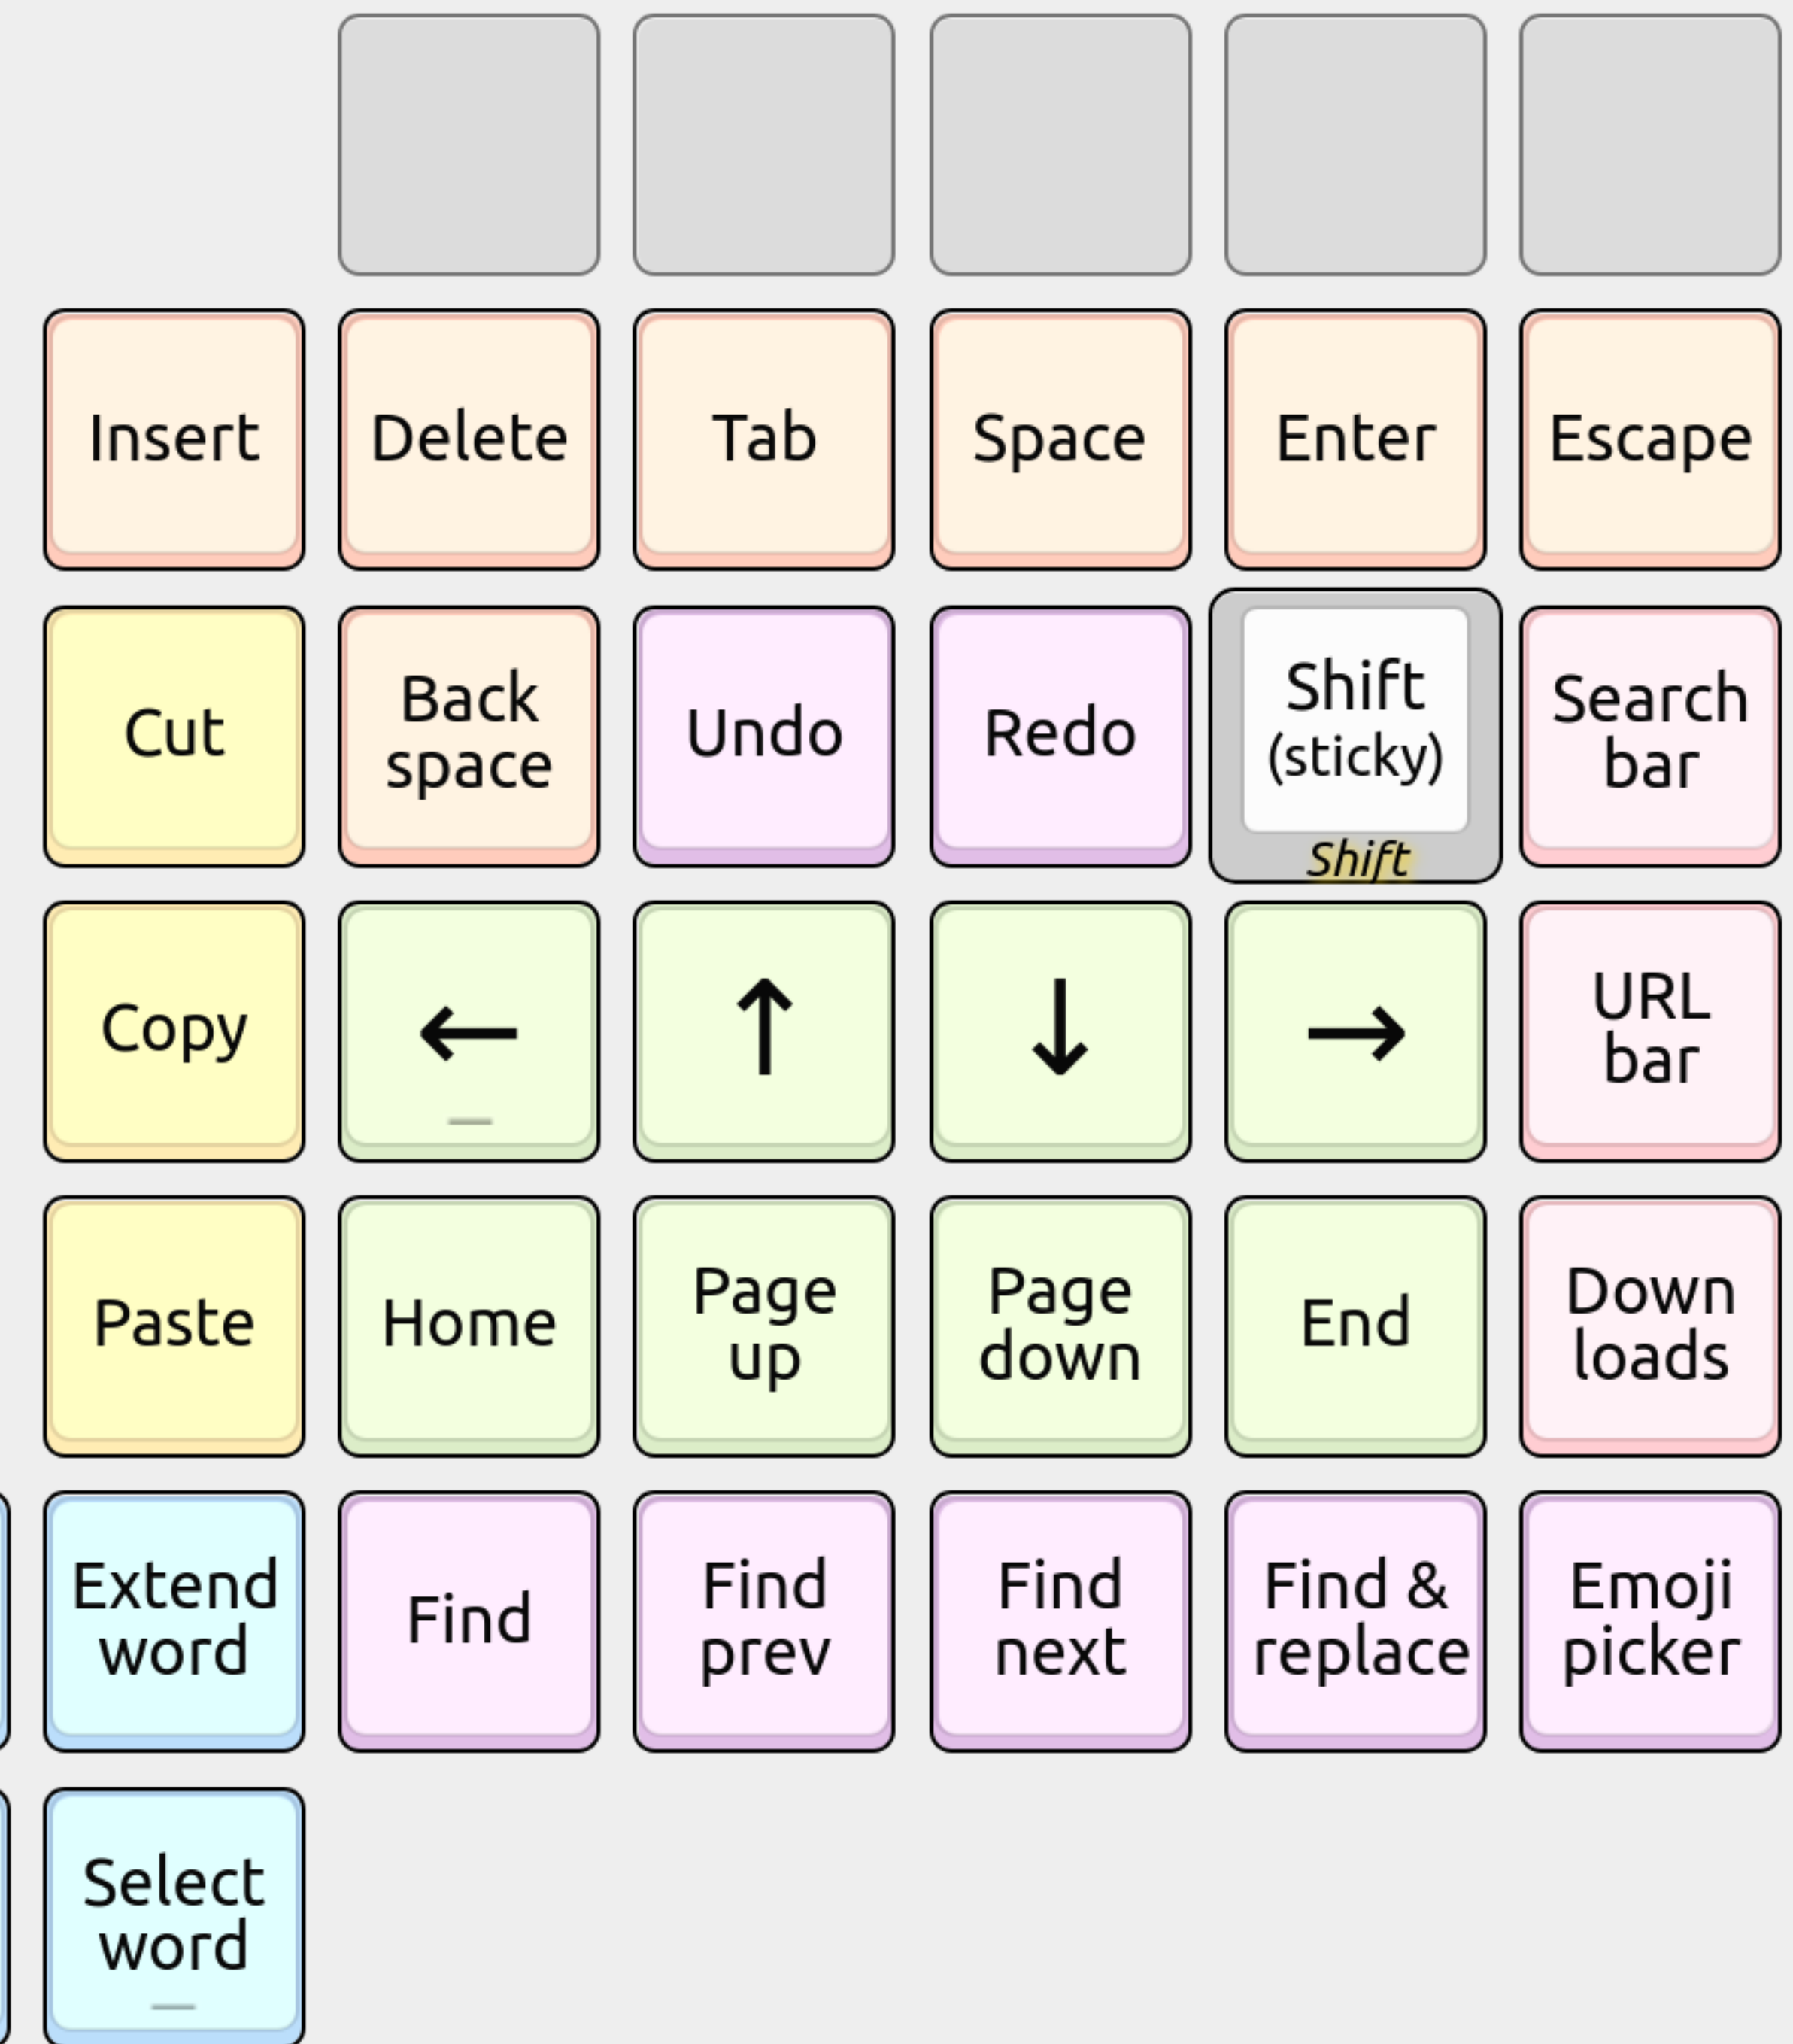 Insert
Delete
Tab
Space
Enter
Escape
Cut
Back
space
Undo
Redo
Shift
(sticky)
Shift
Search
bar
Copy
←
↑
↓
→
URL
bar
Paste
Home
Page
up
Page
down
End
Down
loads
Extend
word
Find
Find
prev
Find
next
Find &
replace
Emoji
picker
Select
word